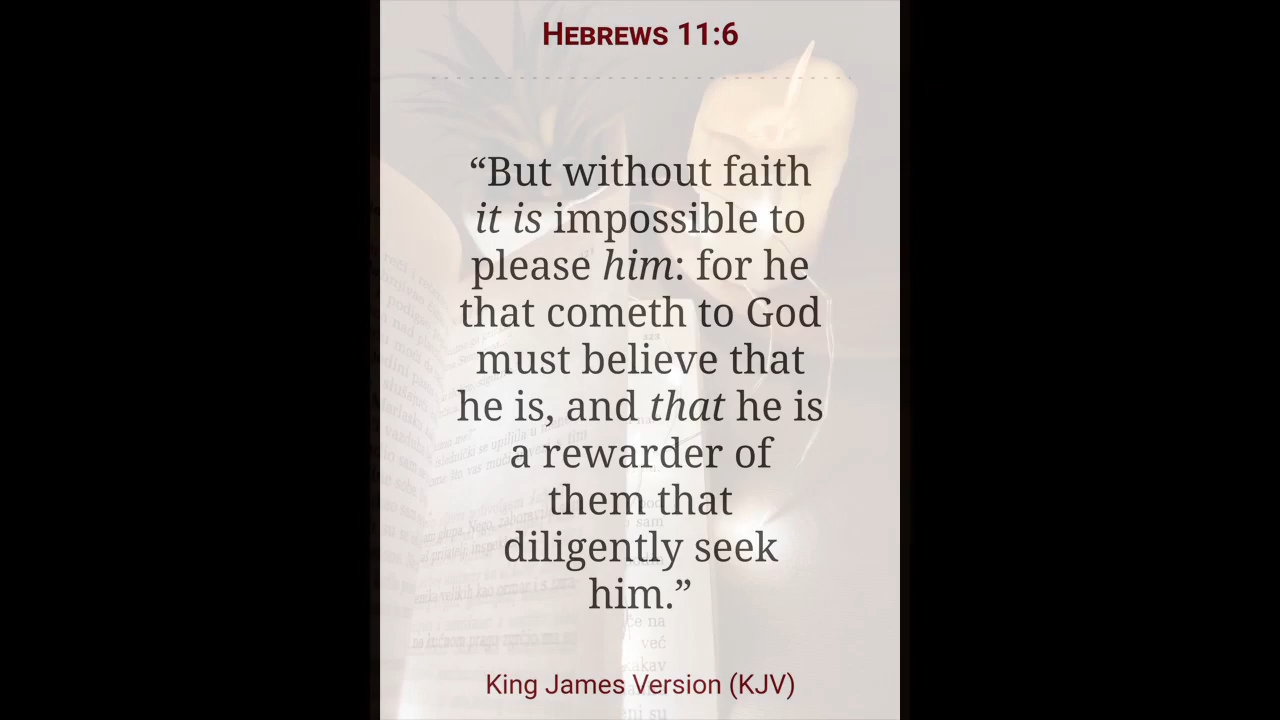 HEBREWS 11:6
“But without faith
it is impossible to
please him: for he
that cometh to God
must believe that
he is, and that he is
a rewarder of
them that
diligently seek
him.”
King James Version (KJV)